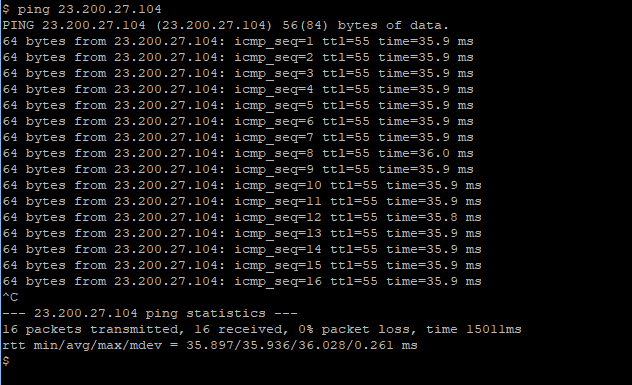 $ ping 23.200.27.104
PING 23.200.27.104 (23.200.27.104) 56(84) bytes of data.
64 bytes from 23.200.27.104: icmp_seq=1 ttl=55 time=35.9 ms
64 bytes from 23.200.27.104: icmp_seq=2 ttl=55 time=35.9 ms
64 bytes from 23.200.27.104: icmp_seq=3 ttl=55 time=35.9 ms
64 bytes from 23.200.27.104: icmp_seq=4 ttl=55 time=35.9 ms
64 bytes from 23.200.27.104: icmp_seq=5 ttl=55 time=35.9 ms
64 bytes from 23.200.27.104: icmp_seq=6 ttl=55 time=35.9 ms
64 bytes from 23.200.27.104: icmp_seq=7 ttl=55 time=35.9 ms
64 bytes from 23.200.27.104: icmp_seq=8 ttl=55 time=36.0 ms
64 bytes from 23.200.27.104: icmp_seq=9 ttl=55 time=35.9 ms
64 bytes from 23.200.27.104: icmp_seq=10 ttl=55 time=35.9 ms
64 bytes from 23.200.27.104: icmp_seq=11 ttl=55 time=35.9 ms
64 bytes from 23.200.27.104: icmp_seq=12 ttl=55 time=35.8 ms
64 bytes from 23.200.27.104: icmp_seq=13 ttl=55 time=35.9 ms
64 bytes from 23.200.27.104: icmp_seq=14 ttl=55 time=35.9 ms
64 bytes from 23.200.27.104: icmp_seq=15 ttl=55 time=35.9 ms
64 bytes from 23.200.27.104: icmp_seq=16 ttl=55 time=35.9 ms
^C
--- 23.200.27.104 ping statistics ---
16 packets transmitted, 16 received, 0% packet loss, time 15011ms
rtt min/avg/max/mdev = 35.897/35.936/36.028/0.261 ms
$